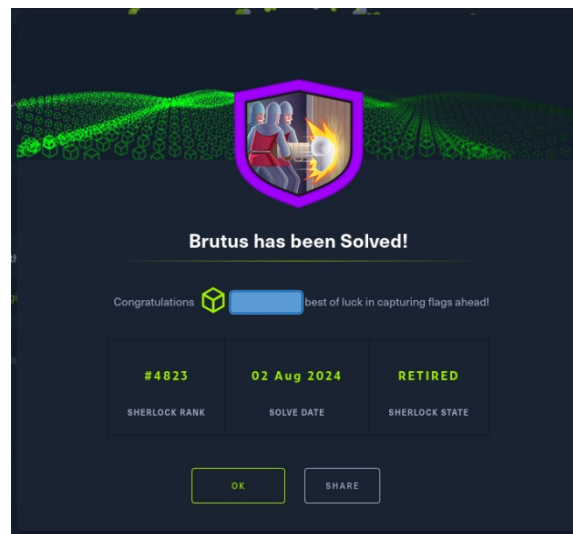 Brutus has been Solved!
Congratulations best of luck in capturing flags ahead!
#4823 02 Aug 2024 RETIRED
SHERLOCK RANK SOLVE DATE SHERLOCK STATE
OK SHARE